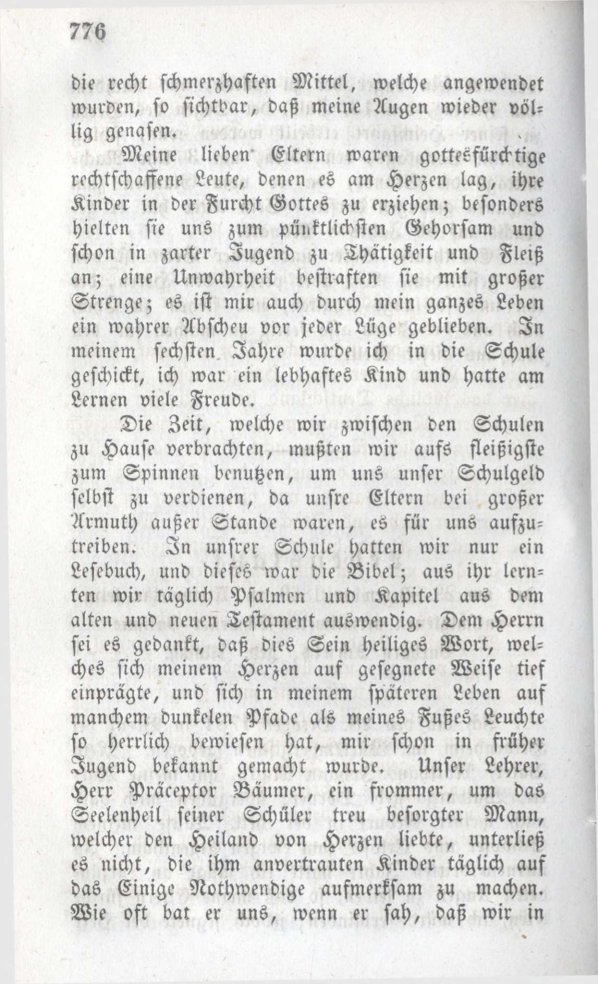 776
die recht schmerzhaften Mittel, welche angewendet
wurden, so sichtbar, daß meine Augen wieder völ-
lig genasen.
Meine lieben Eltern waren gottesfürchtige
rechtschaffene Leute, denen es am Herzen lag, ihre
Kinder in der Furcht Gottes zu erziehen; besonders
hielten sie uns zum pünktlichsten Gehorsam und
schon in zarter Jugend zu Thätigkeit und Fleiß
an; eine Unwahrheit bestraften sie mit großer
Strenge; es ist mir auch durch mein ganzes Leben
ein wahrer Abscheu vor jeder Lüge geblieben. In
meinem sechsten Jahre wurde ich in die Schule
geschickt, ich war ein lebhaftes Kind und hatte am
Lernen viele Freude.
Die Zeit, welche wir zwischen den Schulen
zu Hause verbrachten, mußten wir aufs fleißigste
zum Spinnen benutzen, um uns unser Schulgeld
selbst zu verdienen, da unsre Eltern bei großer
Armuth außer Stande waren, es für uns aufzu-
treiben. In unsrer Schule hatten wir nur ein
Lesebuch, und dieses war die Bibel; aus ihr lern-
ten wir täglich Psalmen und Kapitel aus dem
alten und neuen Testament auswendig. Dem Herrn
sei es gedankt, daß dies Sein heiliges Wort, wel-
ches sich meinem Herzen auf gesegnete Weise tief
einprägte, und sich in meinem späteren Leben auf
manchem dunkelen Pfade als meines Fußes Leuchte
so herrlich bewiesen hat, mir schon in früher
Jugend bekannt gemacht wurde. Unser Lehrer,
Herr Präceptor Bäumer, ein frommer, um das
Seelenheil seiner Schüler treu besorgter Mann,
welcher den Heiland von Herzen liebte, unterließ
es nicht, die ihm anvertrauten Kinder täglich auf
das Einige Nothwendige aufmerksam zu machen.
Wie oft bat er uns, wenn er sah, daß wir in